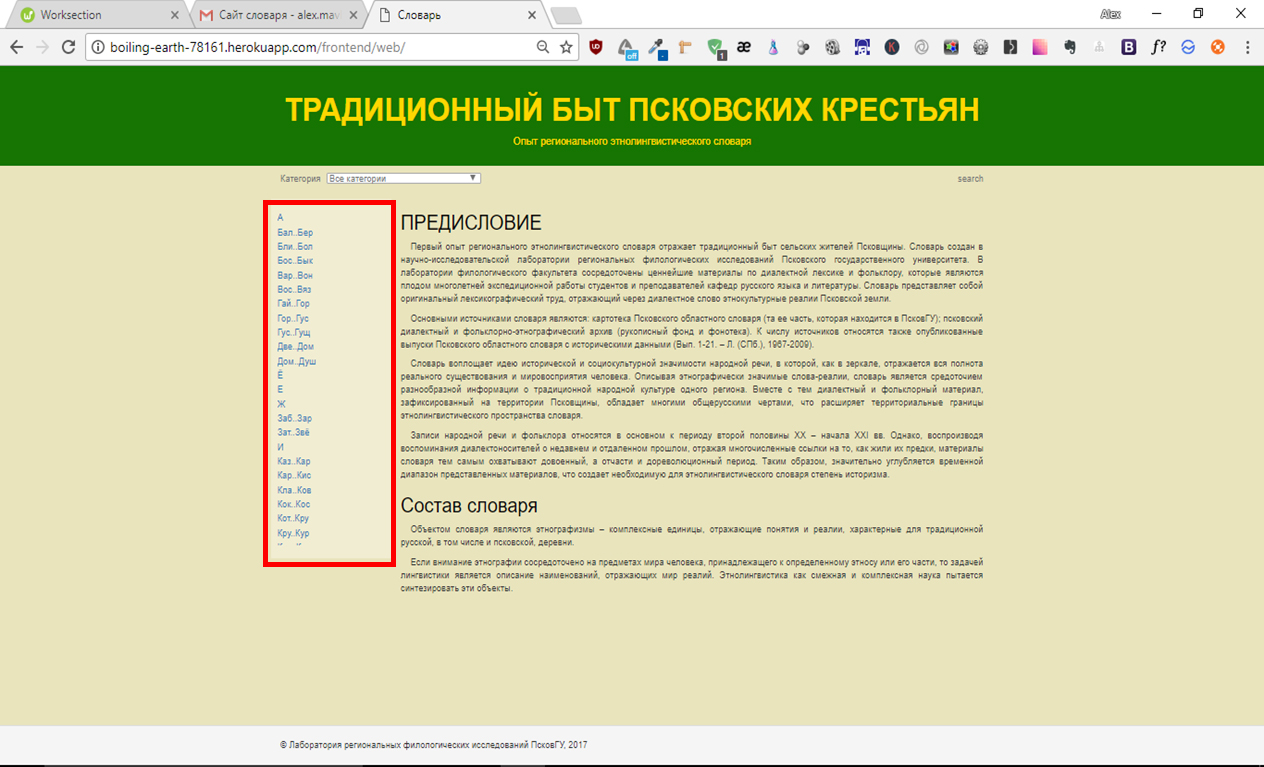 Worksection
Сайт словаря - alex.mav
Словарь
Alex
boiling-earth-78161.herokuapp.com/frontend/web/
ТРАДИЦИОННЫЙ БЫТ ПСКОВСКИХ КРЕСТЬЯН
Опыт регионального этнолингвистического словаря
Категория Все категории search
А
Бал..Бер
Бли..Бол
Бос..Бык
Вар..Вон
Вос..Вяз
Гай..Гор
Гор..Гус
Гус..Гущ
Две..Дом
Дом..Душ
Ё
Е
Ж
Заб..Зар
Зат..Звё
И
Каз..Кар
Кар..Кис
Кла..Ков
Кок..Кос
Кот..Кру
Кру..Кур
ПРЕДИСЛОВИЕ
Первый опыт регионального этнолингвистического словаря отражает традиционный быт сельских жителей Псковщины. Словарь создан в
научно-исследовательской лаборатории региональных филологических исследований Псковского государственного университета. В
лаборатории филологического факультета сосредоточены ценнейшие материалы по диалектной лексике и фольклору, которые являются
плодом многолетней экспедиционной работы студентов и преподавателей кафедр русского языка и литературы. Словарь представляет собой
оригинальный лексикографический труд, отражающий через диалектное слово этнокультурные реалии Псковской земли.
Основными источниками словаря являются: картотека Псковского областного словаря (та ее часть, которая находится в ПсковГУ); псковский
диалектный и фольклорно-этнографический архив (рукописный фонд и фонотека). К числу источников относятся также опубликованные
выпуски Псковского областного словаря с историческими данными (Вып. 1-21. – Л. (СПб.), 1967-2009).
Словарь воплощает идею исторической и социокультурной значимости народной речи, в которой, как в зеркале, отражается вся полнота
реального существования и мировосприятия человека. Описывая этнографически значимые слова-реалии, словарь является средоточием
разнообразной информации о традиционной народной культуре одного региона. Вместе с тем диалектный и фольклорный материал,
зафиксированный на территории Псковщины, обладает многими общерусскими чертами, что расширяет территориальные границы
этнолингвистического пространства словаря.
Записи народной речи и фольклора относятся в основном к периоду второй половины XX – начала XXI вв. Однако, воспроизводя
воспоминания диалектоносителей о недавнем и отдаленном прошлом, отражая многочисленные ссылки на то, как жили их предки, материалы
словаря тем самым охватывают довоенный, а отчасти и дореволюционный период. Таким образом, значительно углубляется временной
диапазон представленных материалов, что создает необходимую для этнолингвистического словаря степень историзма.
Состав словаря
Объектом словаря являются этнографизмы – комплексные единицы, отражающие понятия и реалии, характерные для традиционной
русской, в том числе и псковской, деревни.
Если внимание этнографии сосредоточено на предметах мира человека, принадлежащего к определенному этносу или его части, то задачей
лингвистики является описание наименований, отражающих мир реалий. Этнолингвистика как смежная и комплексная наука пытается
синтезировать эти объекты.
© Лаборатория региональных филологических исследований ПсковГУ, 2017